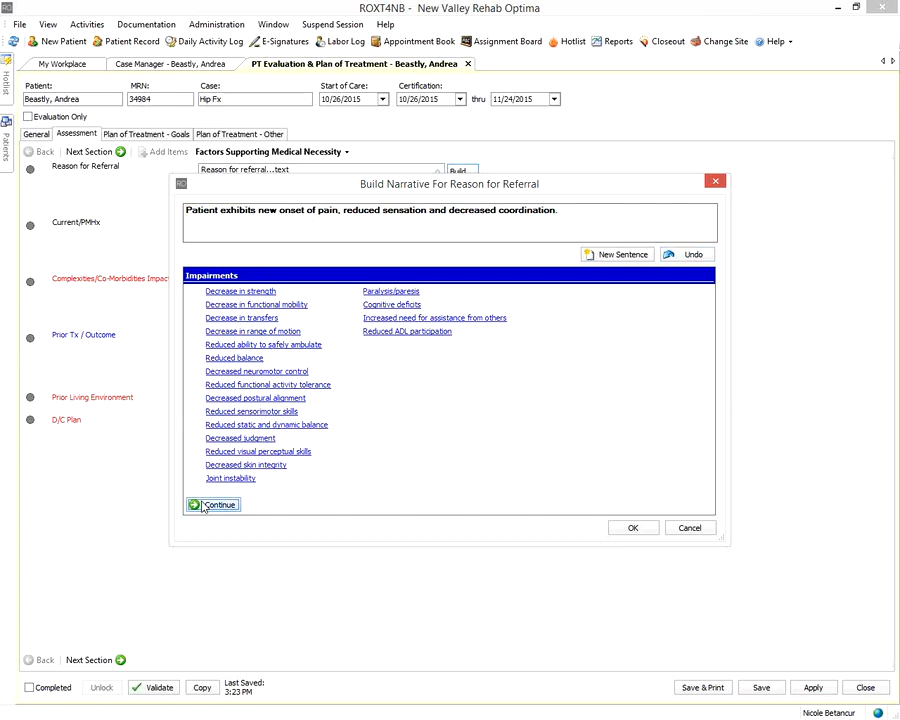 ROXT4NB - New Valley Rehab Optima
File View Activities Documentation Administration Window Suspend Session Help
New Patient Patient Record Daily Activity Log E-Signatures Labor Log Appointment Book Assignment Board Hotlist Reports Closeout Change Site Help
My Workplace Case Manager - Beastly, Andrea PT Evaluation & Plan of Treatment - Beastly, Andrea
Hotlist
Patients
Patient: MRN: Case: Start of Care: Certification:
Beastly, Andrea 34984 Hip Fx 10/26/2015 10/26/2015 thru 11/24/2015
Evaluation Only
General Assessment Plan of Treatment - Goals Plan of Treatment - Other
Back Next Section Add Items Factors Supporting Medical Necessity
Reason for Referral Reason for referral...text Build
Current/PMHx
Complexities/Co-Morbidities Impact
Prior Tx / Outcome
Prior Living Environment
D/C Plan
RO Build Narrative For Reason for Referral
Patient exhibits new onset of pain, reduced sensation and decreased coordination.
New Sentence Undo
Impairments
Decrease in strength Paralysis/paresis
Decrease in functional mobility Cognitive deficits
Decrease in transfers Increased need for assistance from others
Decrease in range of motion Reduced ADL participation
Reduced ability to safely ambulate
Reduced balance
Decreased neuromotor control
Reduced functional activity tolerance
Decreased postural alignment
Reduced sensorimotor skills
Reduced static and dynamic balance
Decreased judgment
Reduced visual perceptual skills
Decreased skin integrity
Joint instability
Continue
OK Cancel
Back Next Section
Completed Unlock Validate Copy Last Saved:
3:23 PM
Save & Print Save Apply Close
Nicole Betancur